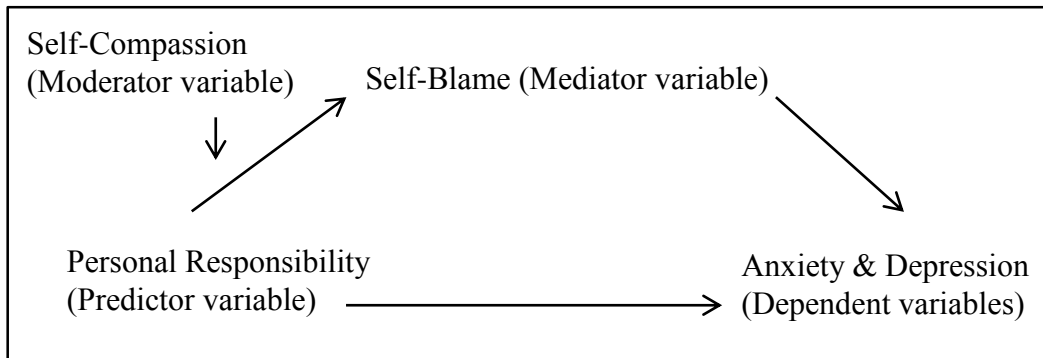 Self-Compassion
(Moderator variable)
Self-Blame (Mediator variable)
Personal Responsibility
(Predictor variable)
Anxiety & Depression
(Dependent variables)